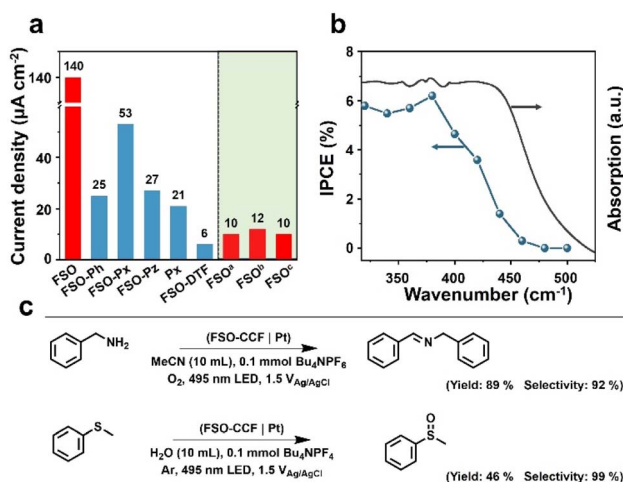 a
Current density (µA cm⁻²)
140
40
20
0
140
25
53
27
21
6
10
12
10
FSO
FSO-Ph
FSO-Px
FSO-Pz
Px
FSO-DTF
FSOᵃ
FSOᵇ
FSOᶜ
b
IPCE (%)
8
6
4
2
0
350 400 450 500
Wavenumber (cm⁻¹)
Absorption (a.u.)
c
NH₂
(FSO-CCF | Pt)
MeCN (10 mL), 0.1 mmol Bu₄NPF₆
O₂, 495 nm LED, 1.5 V_Ag/AgCl
N
(Yield: 89 % Selectivity: 92 %)
S
(FSO-CCF | Pt)
H₂O (10 mL), 0.1 mmol Bu₄NPF₄
Ar, 495 nm LED, 1.5 V_Ag/AgCl
O
S
(Yield: 46 % Selectivity: 99 %)